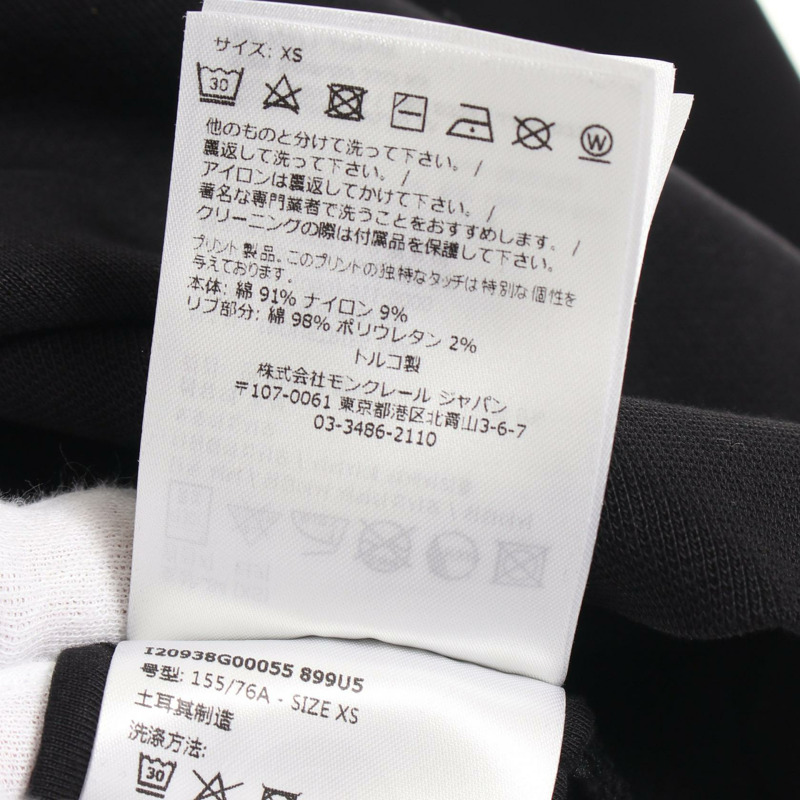 サイズ: XS
30
W
他のものと分けて洗って下さい。 /
裏返して洗って下さい。 /
アイロンは裏返してかけて下さい。 /
著名な専門業者で洗うことをおすすめします。 /
クリーニングの際は付属品を保護して下さい。
プリント製品。このプリントの独特なタッチは特別な個性を
与えております。
本体: 綿 91% ナイロン 9%
リブ部分: 綿 98% ポリウレタン 2%
トルコ製
株式会社モンクレール ジャパン
〒107-0061 東京都港区北青山3-6-7
03-3486-2110
I20938G00055 899U5
号型: 155/76A - SIZE XS
土耳其制造
洗涤方法:
30